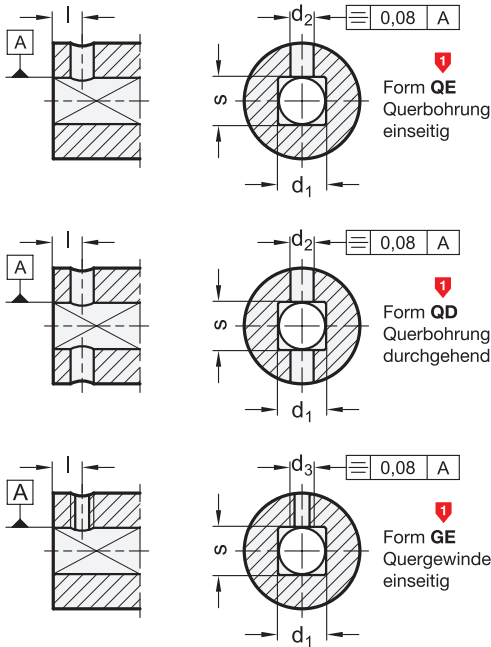 l
A
d2
0,08 A
s
d1
1
Form QE
Querbohrung
einseitig
l
A
d2
0,08 A
s
d1
1
Form QD
Querbohrung
durchgehend
l
A
d3
0,08 A
s
d1
1
Form GE
Quergewinde
einseitig